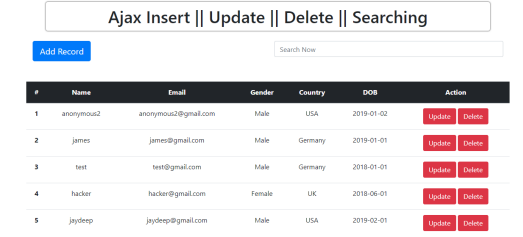 Ajax Insert || Update || Delete || Searching
Add Record
Search Now
# Name Email Gender Country DOB Action
1 anonymous2 anonymous2@gmail.com Male USA 2019-01-02 Update Delete
2 james james@gmail.com Male Germany 2019-01-01 Update Delete
3 test test@gmail.com Male Germany 2018-01-01 Update Delete
4 hacker hacker@gmail.com Female UK 2018-06-01 Update Delete
5 jaydeep jaydeep@gmail.com Male USA 2019-02-01 Update Delete